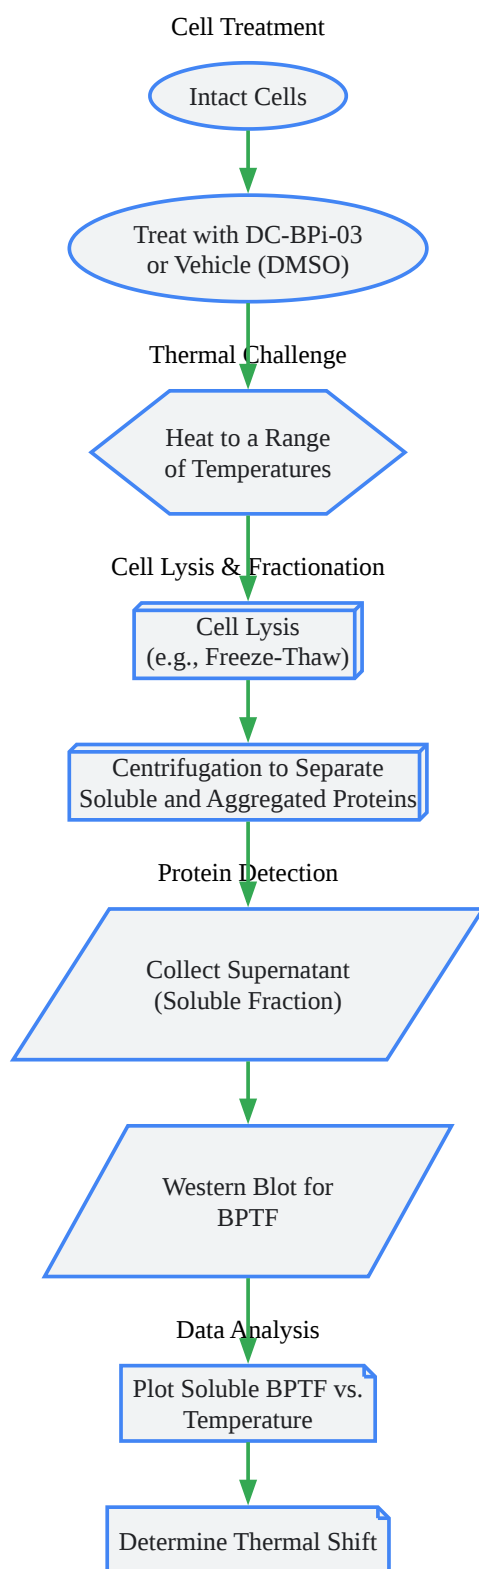 Cell Treatment
Intact Cells
Treat with DC-BPi-03
or Vehicle (DMSO)
Thermal Challenge
Heat to a Range
of Temperatures
Cell Lysis & Fractionation
Cell Lysis
(e.g., Freeze-Thaw)
Centrifugation to Separate
Soluble and Aggregated Proteins
Protein Detection
Collect Supernatant
(Soluble Fraction)
Western Blot for
BPTF
Data Analysis
Plot Soluble BPTF vs.
Temperature
Determine Thermal Shift